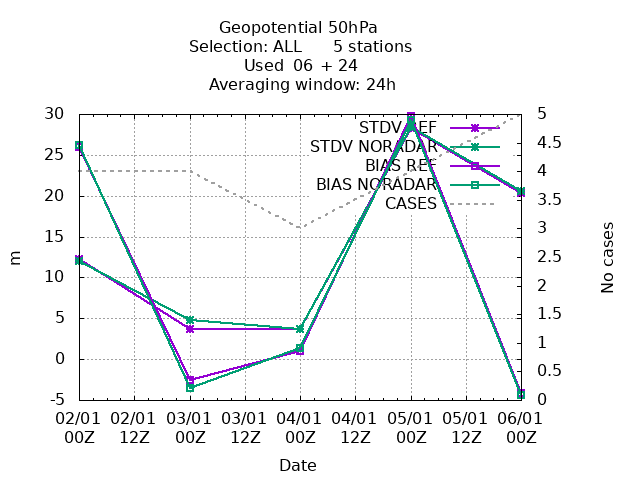 Geopotential 50hPa
Selection: ALL 5 stations
Used 06 + 24
Averaging window: 24h
30
25
20
15
10
5
0
-5
m
STDV REF
STDV NORADAR
BIAS REF
BIAS NORADAR
CASES
5
4.5
4
3.5
3
2.5
2
1.5
1
0.5
0
No cases
02/01 12/01 03/01 03/01 04/01 04/01 05/01 05/01 06/01
00Z 12Z 00Z 12Z 00Z 12Z 00Z 12Z 00Z
Date